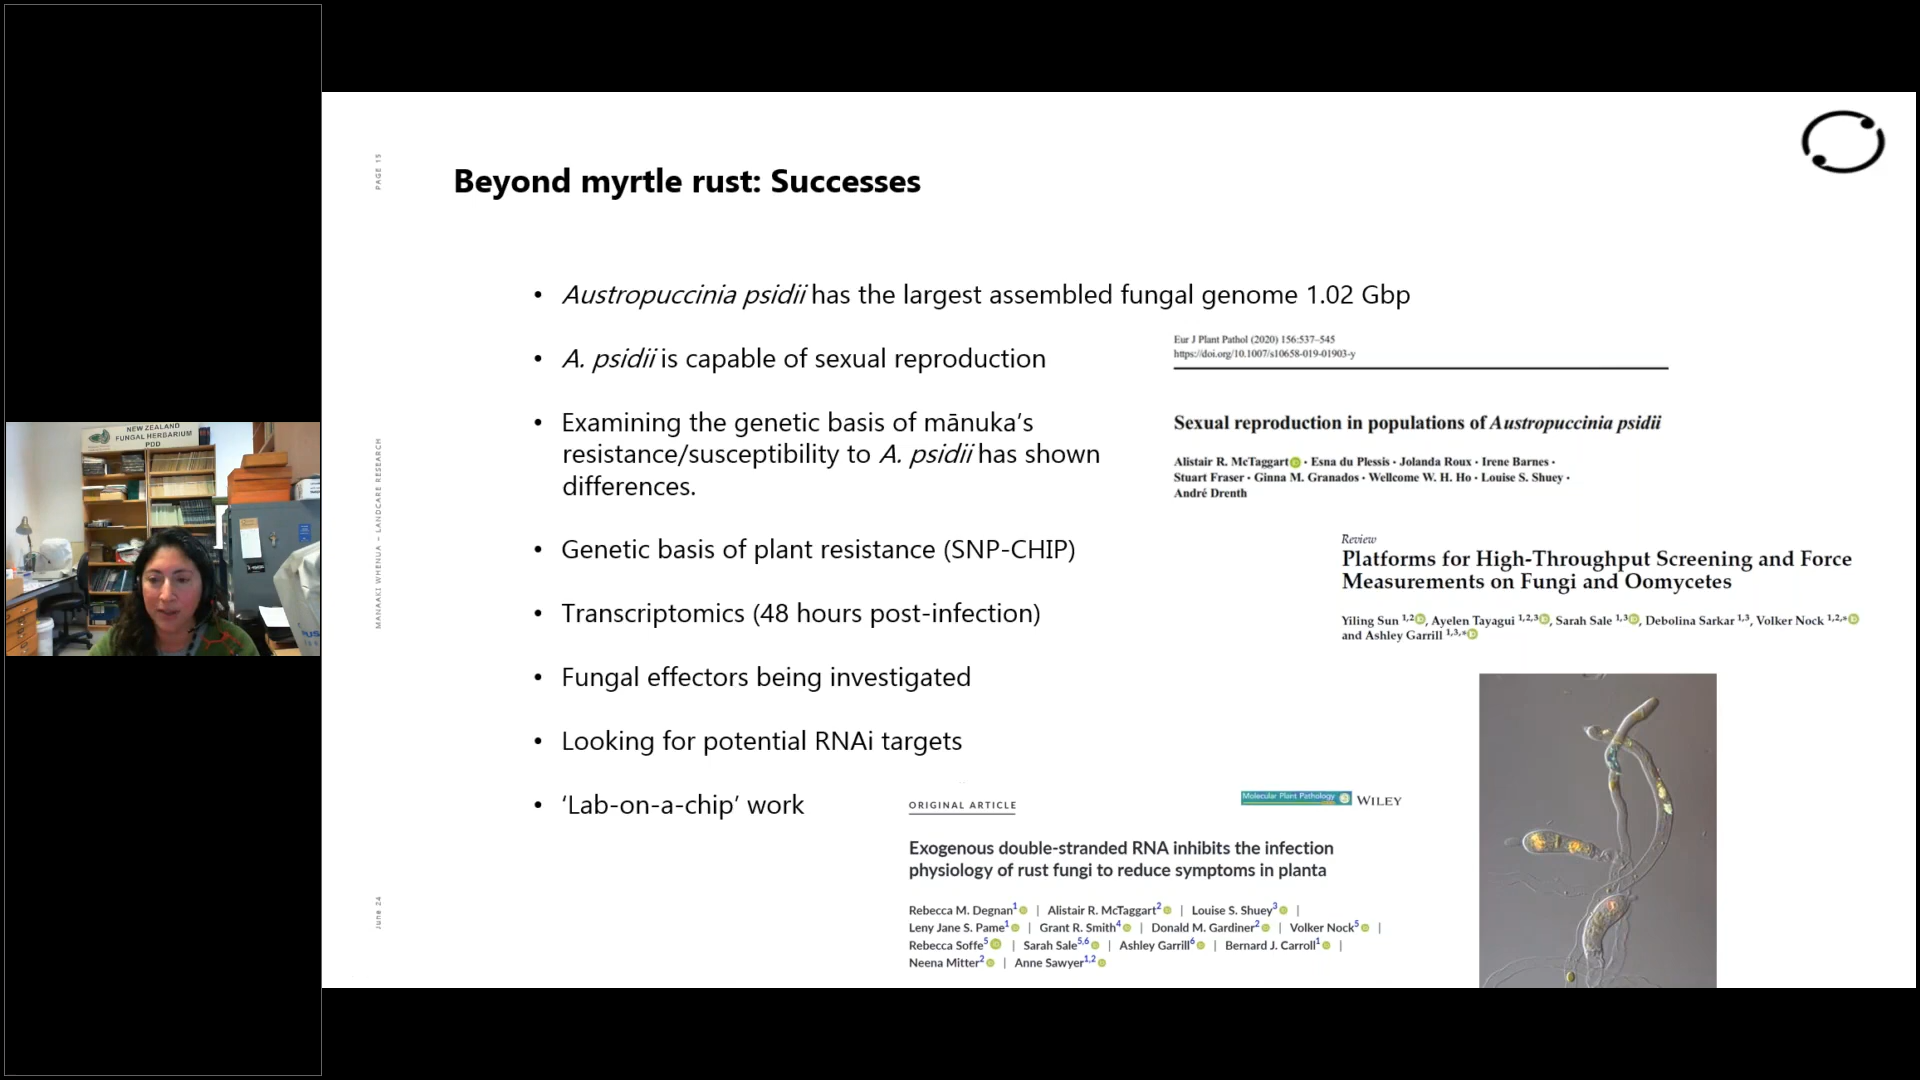 PAGE 15
Beyond myrtle rust: Successes
• Austropuccinia psidii has the largest assembled fungal genome 1.02 Gbp
• A. psidii is capable of sexual reproduction
• Examining the genetic basis of mānuka’s
resistance/susceptibility to A. psidii has shown
differences.
• Genetic basis of plant resistance (SNP-CHIP)
• Transcriptomics (48 hours post-infection)
• Fungal effectors being investigated
• Looking for potential RNAi targets
• ‘Lab-on-a-chip’ work
Eur J Plant Pathol (2020) 156:537–545
https://doi.org/10.1007/s10658-019-01903-y
Sexual reproduction in populations of Austropuccinia psidii
Alistair R. McTaggart · Esna du Plessis · Jolanda Roux · Irene Barnes ·
Stuart Fraser · Ginna M. Granados · Wellcome W. H. Ho · Louise S. Shuey ·
André Drenth
Review
Platforms for High-Throughput Screening and Force
Measurements on Fungi and Oomycetes
Yiling Sun 1,2, Ayelen Tayagui 1,2,3, Sarah Sale 1,3, Debolina Sarkar 1,3, Volker Nock 1,2,*
and Ashley Garrill 1,3,*
ORIGINAL ARTICLE
Molecular Plant Pathology WILEY
Exogenous double-stranded RNA inhibits the infection
physiology of rust fungi to reduce symptoms in planta
Rebecca M. Degnan1 | Alistair R. McTaggart2 | Louise S. Shuey3 |
Leny Jane S. Pame1 | Grant R. Smith4 | Donald M. Gardiner2 | Volker Nock5 |
Rebecca Soffe5 | Sarah Sale5,6 | Ashley Garrill6 | Bernard J. Carroll1 |
Neena Mitter2 | Anne Sawyer1,2
MANAAKI WHENUA – LANDCARE RESEARCH
June 24
NEW ZEALAND
FUNGAL HERBARIUM
PDD